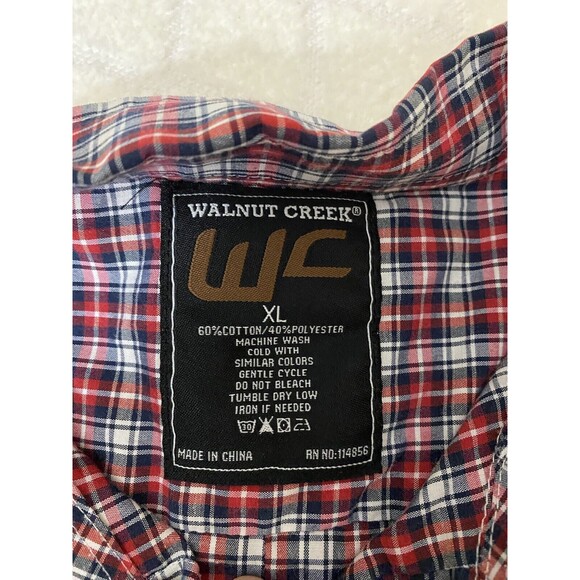 WALNUT CREEK®
WC
XL
60%COTTON/40%POLYESTER
MACHINE WASH
COLD WITH
SIMILAR COLORS
GENTLE CYCLE
DO NOT BLEACH
TUMBLE DRY LOW
IRON IF NEEDED
30
MADE IN CHINA
RN NO:114856